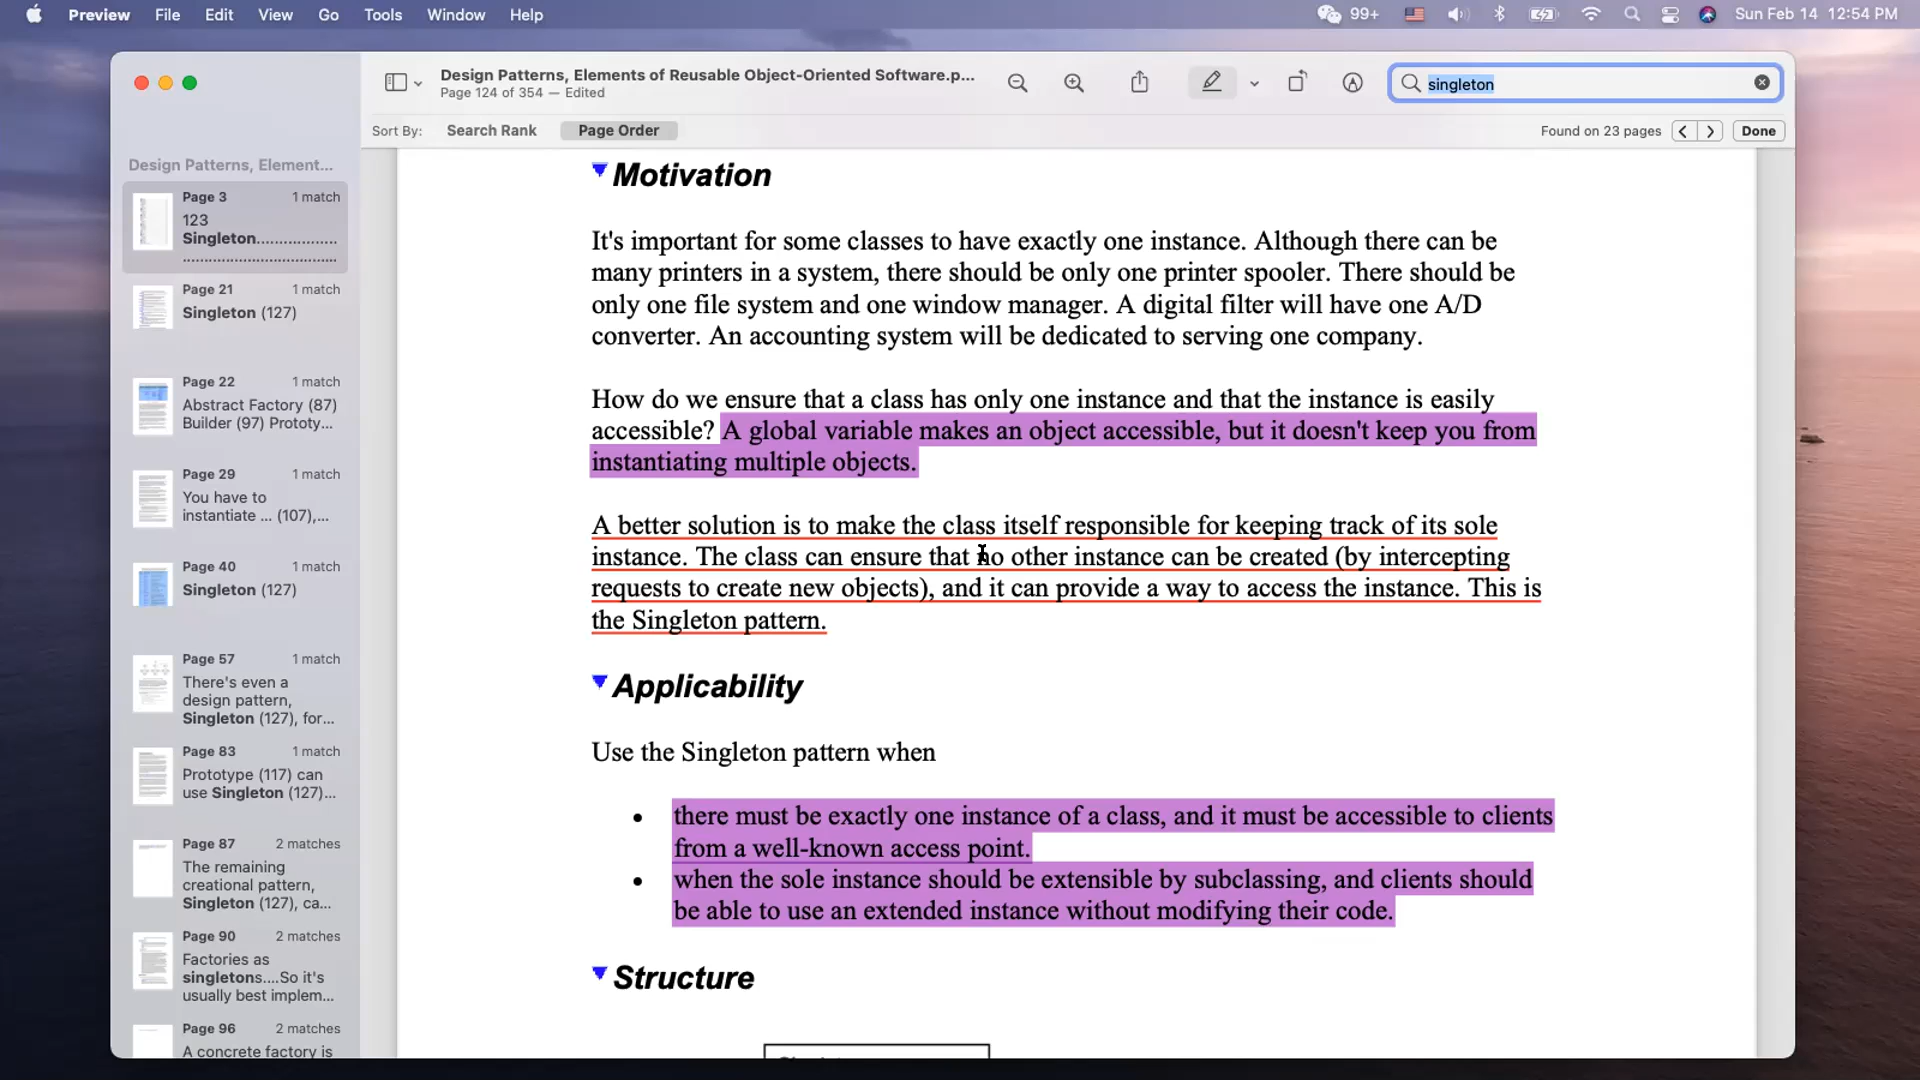 Preview File Edit View Go Tools Window Help
99+ Sun Feb 14 12:54 PM
Design Patterns, Elements of Reusable Object-Oriented Software.p...
Page 124 of 354 — Edited
singleton
Sort By: Search Rank Page Order
Found on 23 pages Done
Design Patterns, Element...
Page 3 1 match
123
Singleton..................
....................................
Page 21 1 match
Singleton (127)
Page 22 1 match
Abstract Factory (87)
Builder (97) Prototy...
Page 29 1 match
You have to
instantiate ... (107),...
Page 40 1 match
Singleton (127)
Page 57 1 match
There's even a
design pattern,
Singleton (127), for...
Page 83 1 match
Prototype (117) can
use Singleton (127)...
Page 87 2 matches
The remaining
creational pattern,
Singleton (127), ca...
Page 90 2 matches
Factories as
singletons....So it's
usually best implem...
Page 96 2 matches
A concrete factory is
Motivation
It's important for some classes to have exactly one instance. Although there can be
many printers in a system, there should be only one printer spooler. There should be
only one file system and one window manager. A digital filter will have one A/D
converter. An accounting system will be dedicated to serving one company.
How do we ensure that a class has only one instance and that the instance is easily
accessible? A global variable makes an object accessible, but it doesn't keep you from
instantiating multiple objects.
A better solution is to make the class itself responsible for keeping track of its sole
instance. The class can ensure that no other instance can be created (by intercepting
requests to create new objects), and it can provide a way to access the instance. This is
the Singleton pattern.
Applicability
Use the Singleton pattern when
• there must be exactly one instance of a class, and it must be accessible to clients
from a well-known access point.
• when the sole instance should be extensible by subclassing, and clients should
be able to use an extended instance without modifying their code.
Structure